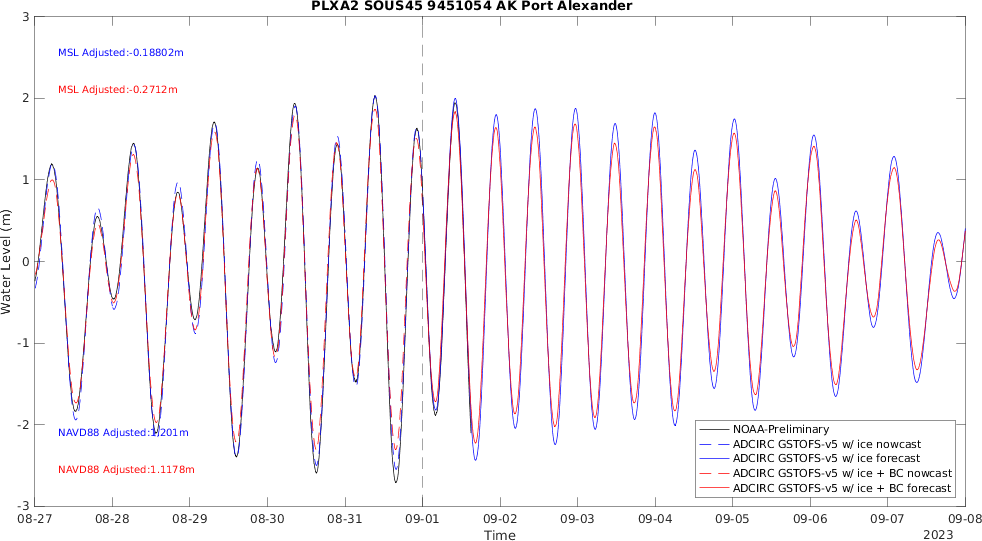 PLXA2 SOUS45 9451054 AK Port Alexander
3
2
1
0
-1
-2
-3
Water Level (m)
MSL Adjusted:-0.18802m
MSL Adjusted:-0.2712m
NAVD88 Adjusted:1.201m
NAVD88 Adjusted:1.1178m
NOAA-Preliminary
ADCIRC GSTOFS-v5 w/ ice nowcast
ADCIRC GSTOFS-v5 w/ ice forecast
ADCIRC GSTOFS-v5 w/ ice + BC nowcast
ADCIRC GSTOFS-v5 w/ ice + BC forecast
08-27 08-28 08-29 08-30 08-31 09-01 09-02 09-03 09-04 09-05 09-06 09-07 09-08
Time
2023